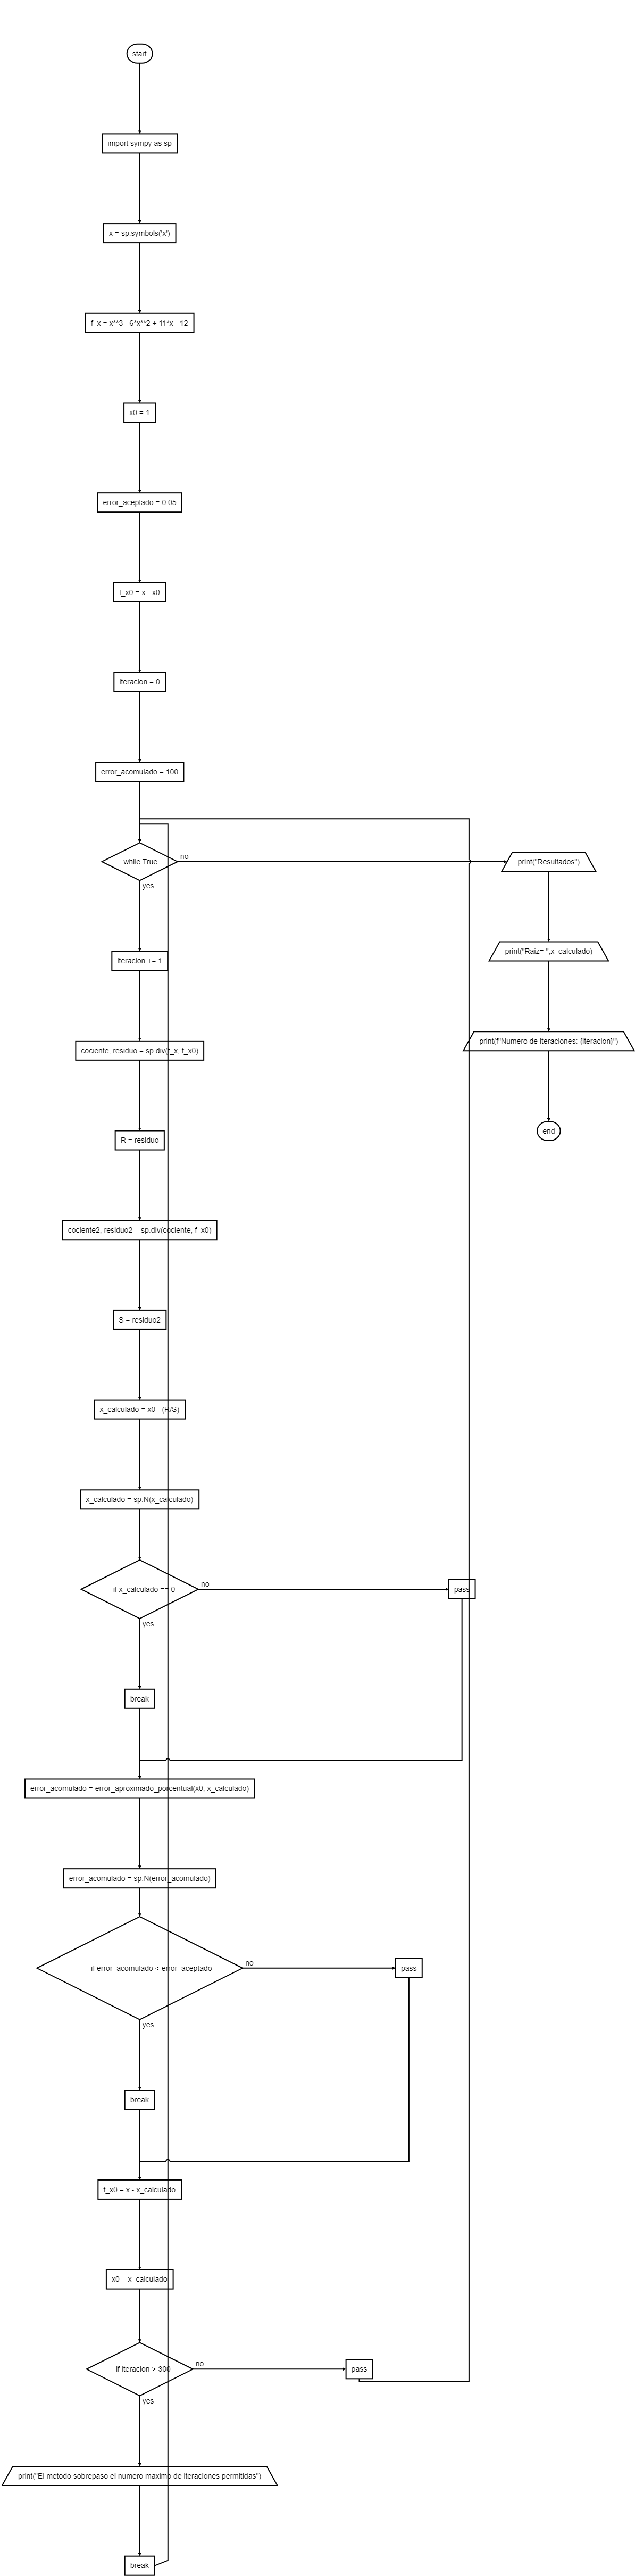 start
import sympy as sp
x = sp.symbols('x')
f_x = x**3 - 6*x**2 + 11*x - 12
x0 = 1
error_aceptado = 0.05
f_x0 = x - x0
iteracion = 0
error_acomulado = 100
while True
no
yes
print("Resultados")
iteracion += 1
print("Raiz= ",x_calculado)
cociente, residuo = sp.div(f_x, f_x0)
print(f"Numero de iteraciones: {iteracion}")
R = residuo
end
cociente2, residuo2 = sp.div(cociente, f_x0)
S = residuo2
x_calculado = x0 - (R/S)
x_calculado = sp.N(x_calculado)
if x_calculado == 0
no
yes
pass
break
error_acomulado = error_aproximado_porcentual(x0, x_calculado)
error_acomulado = sp.N(error_acomulado)
if error_acomulado < error_aceptado
no
yes
pass
break
f_x0 = x - x_calculado
x0 = x_calculado
if iteracion > 300
no
yes
pass
print("El metodo sobrepaso el numero maximo de iteraciones permitidas")
break